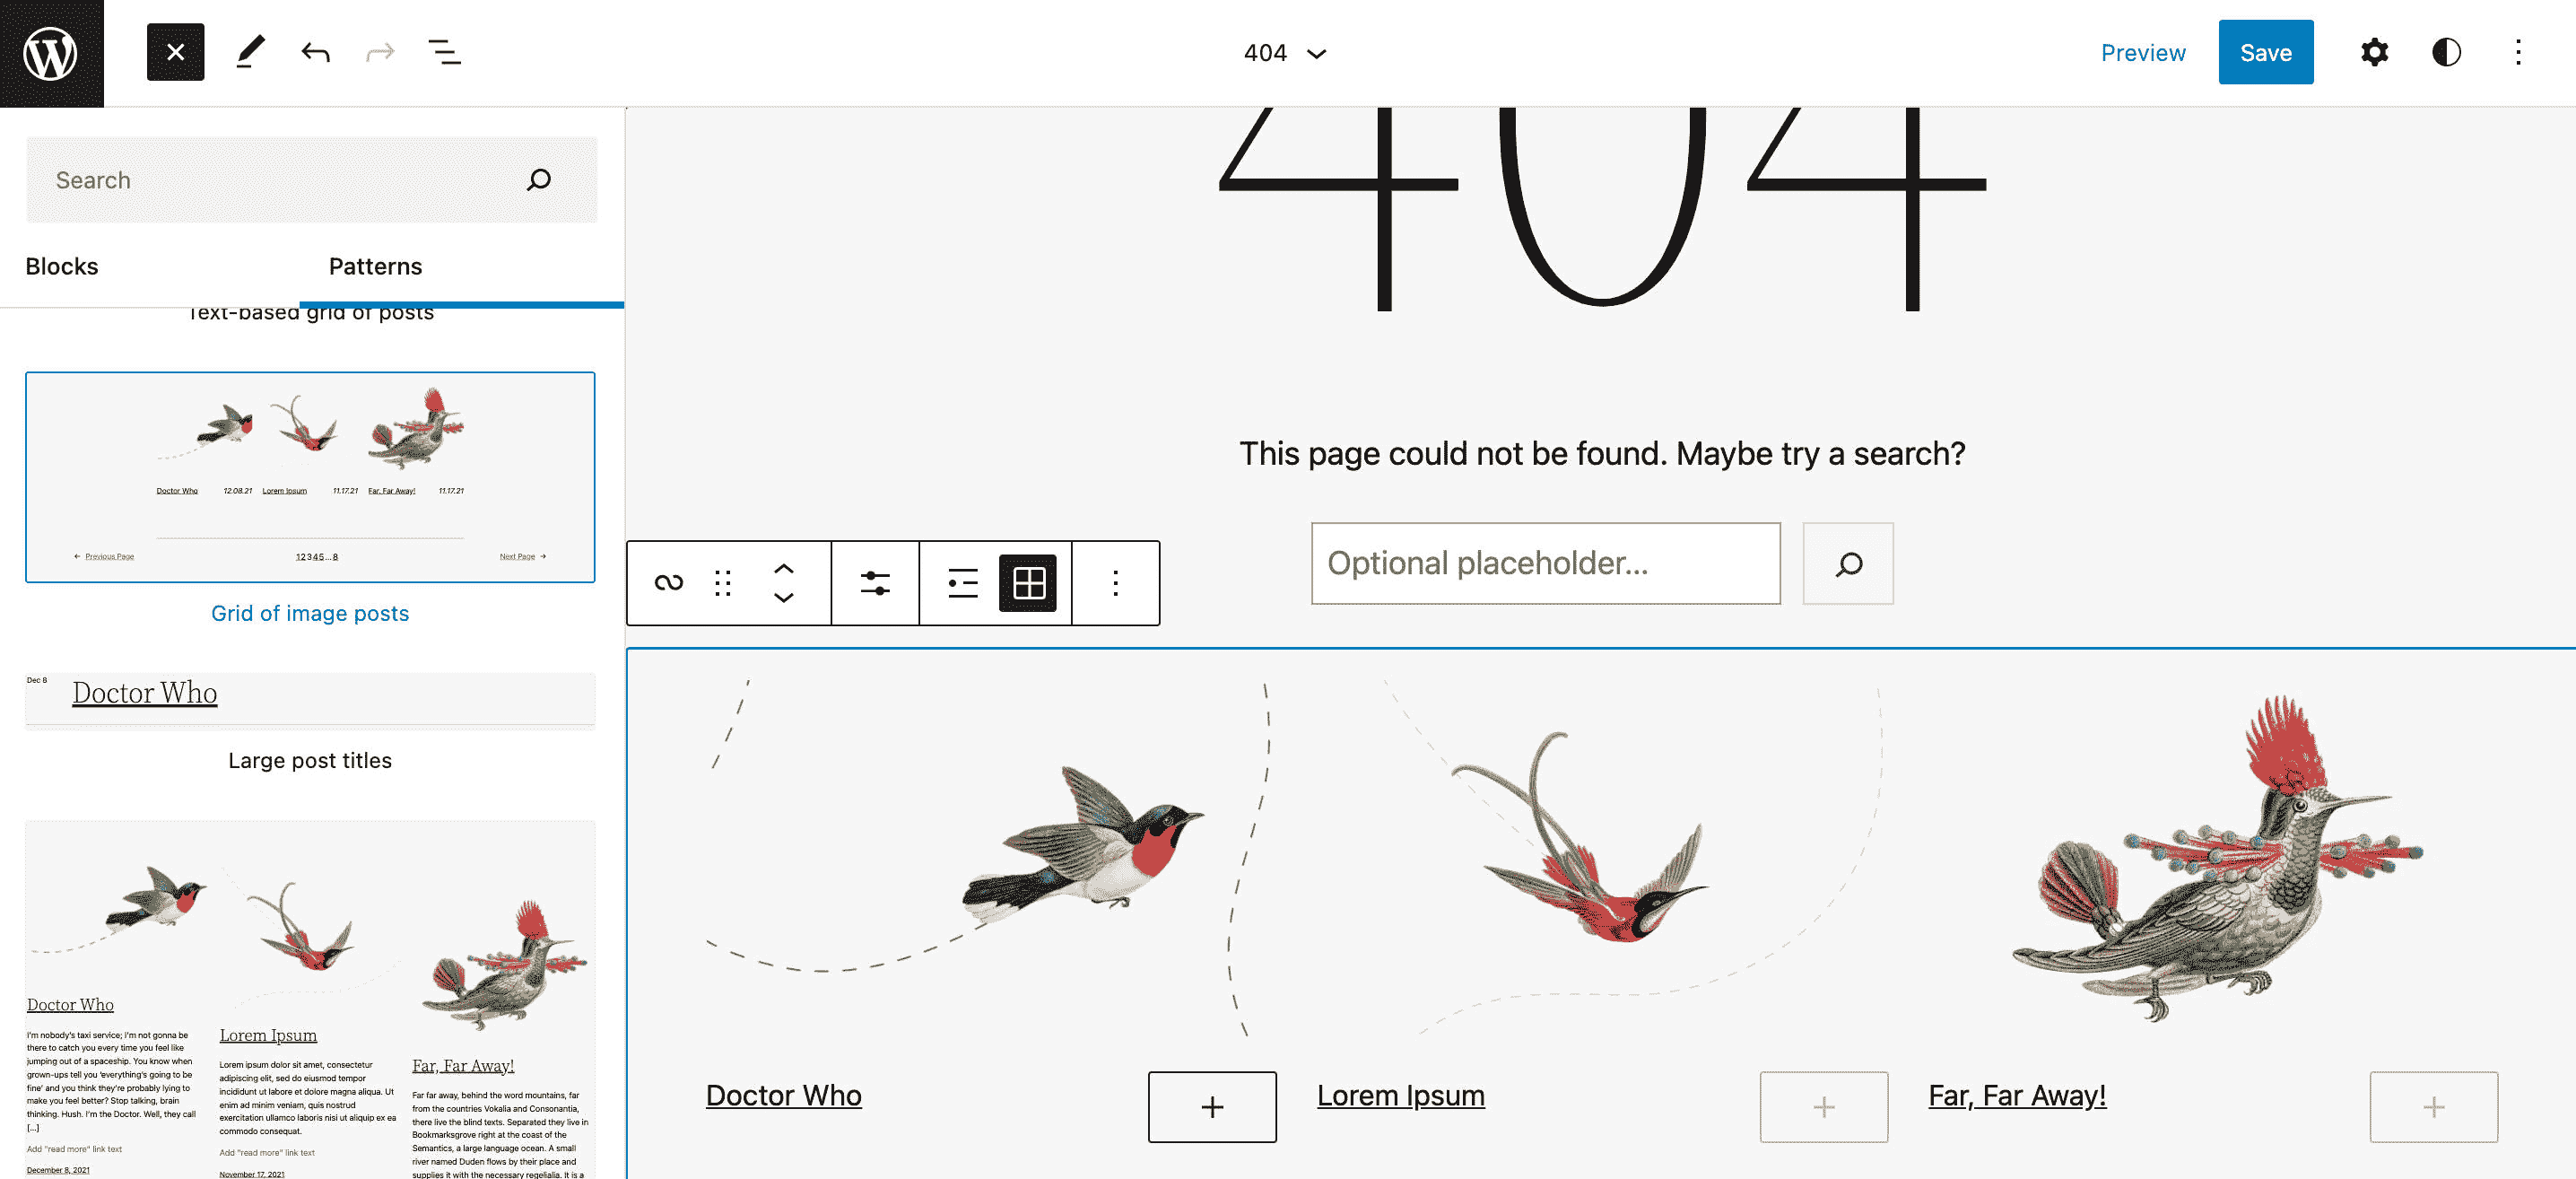 404
Preview
Save
Search
Blocks
Patterns
Text-based grid of posts
Doctor Who
12.08.21
Lorem Ipsum
11.17.21
Far, Far Away!
11.17.21
← Previous Page
12345...8
Next Page →
Grid of image posts
Dec 8
Doctor Who
Large post titles
Doctor Who
I'm nobody's taxi service; I'm not gonna be
there to catch you every time you feel like
jumping out of a spaceship. You know when
grown-ups tell you 'everything's going to be
fine' and you think they're probably lying to
make you feel better? Stop talking, brain
thinking. Hush. I'm the Doctor. Well, they call
[...]
Add "read more" link text
December 8, 2021
Lorem Ipsum
Lorem ipsum dolor sit amet, consectetur
adipiscing elit, sed do eiusmod tempor
incididunt ut labore et dolore magna aliqua. Ut
enim ad minim veniam, quis nostrud
exercitation ullamco laboris nisi ut aliquip ex ea
commodo consequat.
Add "read more" link text
November 17, 2021
Far, Far Away!
Far far away, behind the word mountains, far
from the countries Vokalia and Consonantia,
there live the blind texts. Separated they live in
Bookmarksgrove right at the coast of the
Semantics, a large language ocean. A small
river named Duden flows by their place and
supplies it with the necessary regelialia. It is a
404
This page could not be found. Maybe try a search?
Optional placeholder...
Doctor Who
Lorem Ipsum
Far, Far Away!